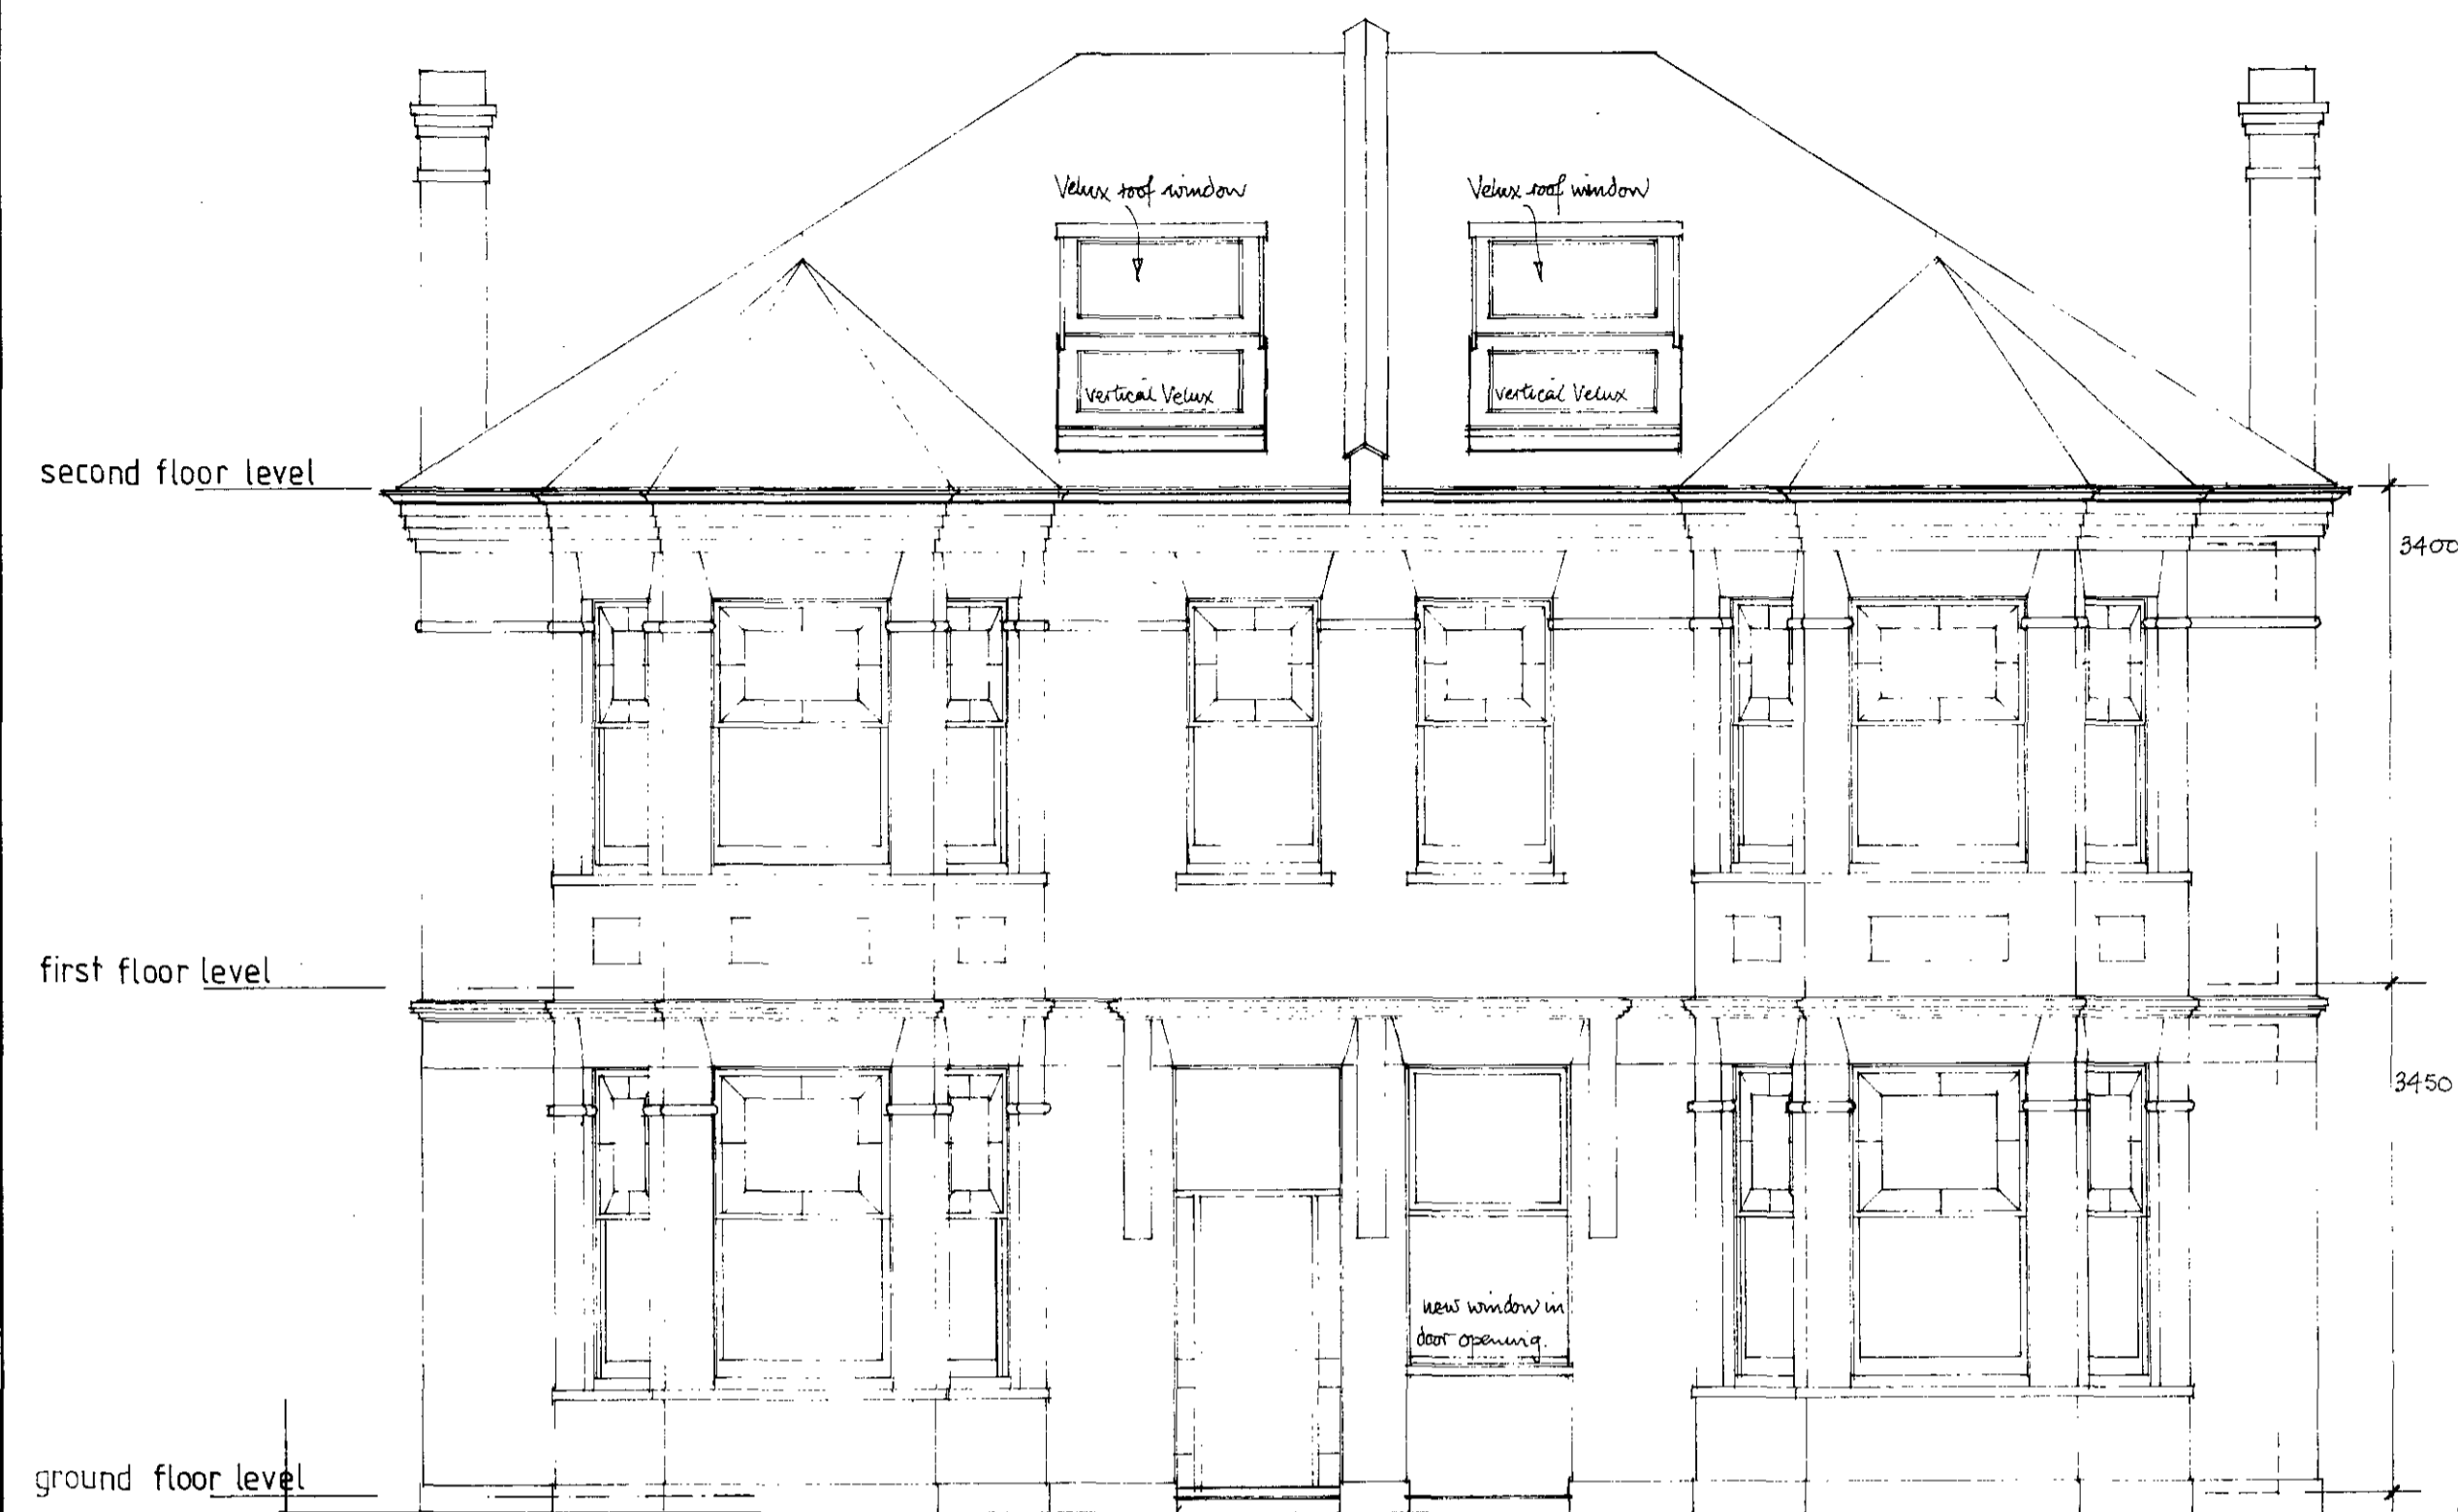 Velux roof window
Velux roof window
vertical Velux
vertical Velux
second floor level
3400
first floor level
3450
new window in
door opening.
ground floor level